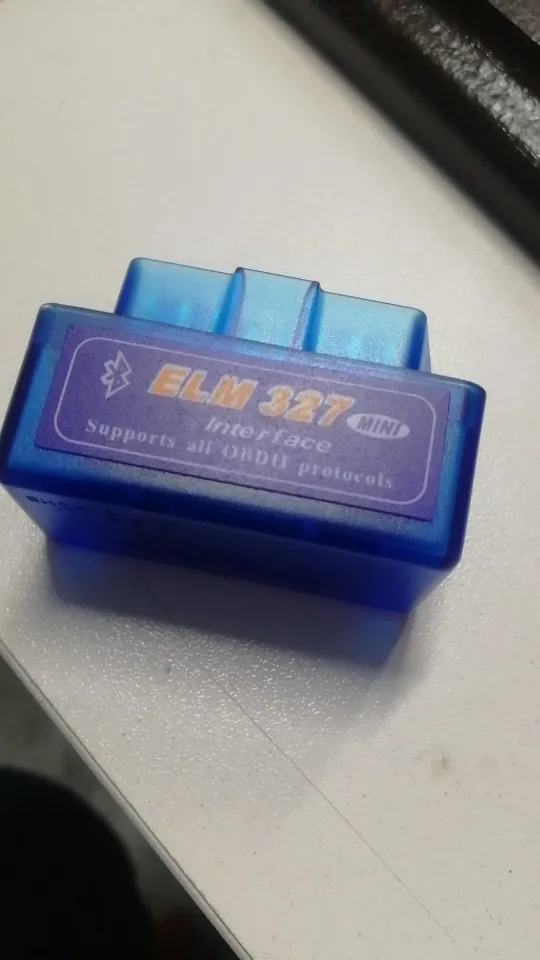 ELM 327 MINI
Interface
Supports all OBDII protocols